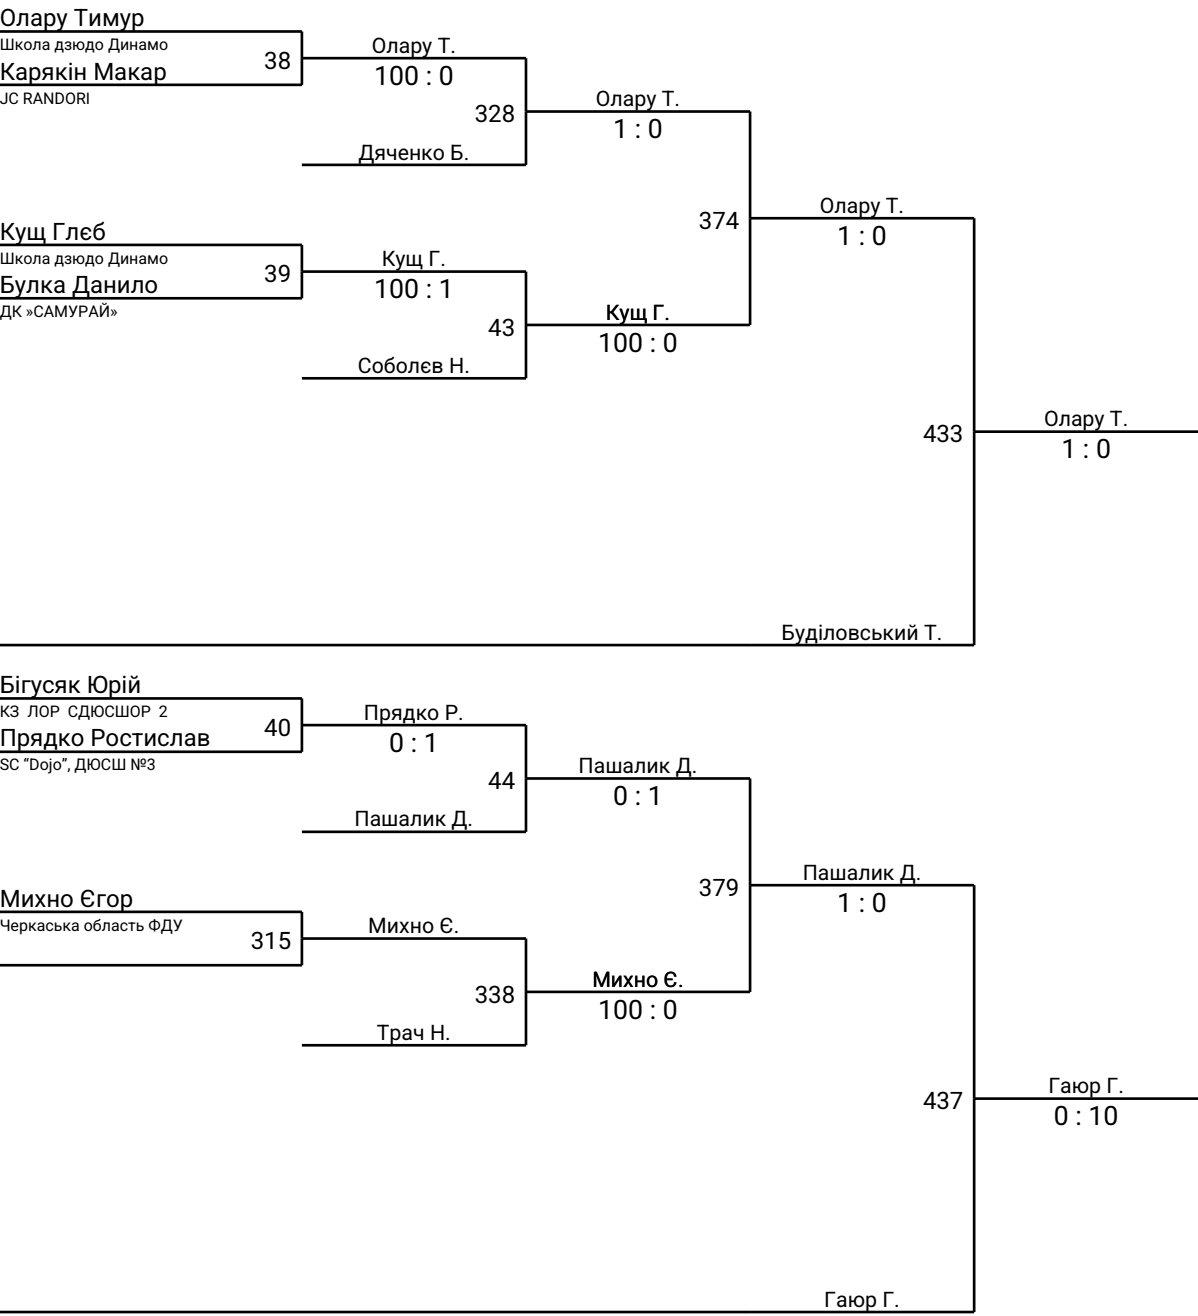 Олару Тимур
Школа дзюдо Динамо
Карякін Макар
JC RANDORI
38
Олару Т.
100 : 0
328
Дяченко Б.
Олару Т.
1 : 0
Кущ Глєб
Школа дзюдо Динамо
Булка Данило
ДК »САМУРАЙ»
39
Кущ Г.
100 : 1
43
Соболєв Н.
Кущ Г.
100 : 0
374
Олару Т.
1 : 0
433
Олару Т.
1 : 0
Буділовський Т.
Бігусяк Юрій
КЗ ЛОР СДЮСШОР 2
Прядко Ростислав
SC “Dojo”, ДЮСШ №3
40
Прядко Р.
0 : 1
44
Пашалик Д.
Пашалик Д.
0 : 1
Михно Єгор
Черкаська область ФДУ
315
Михно Є.
338
Трач Н.
Михно Є.
100 : 0
379
Пашалик Д.
1 : 0
437
Гаюр Г.
0 : 10
Гаюр Г.